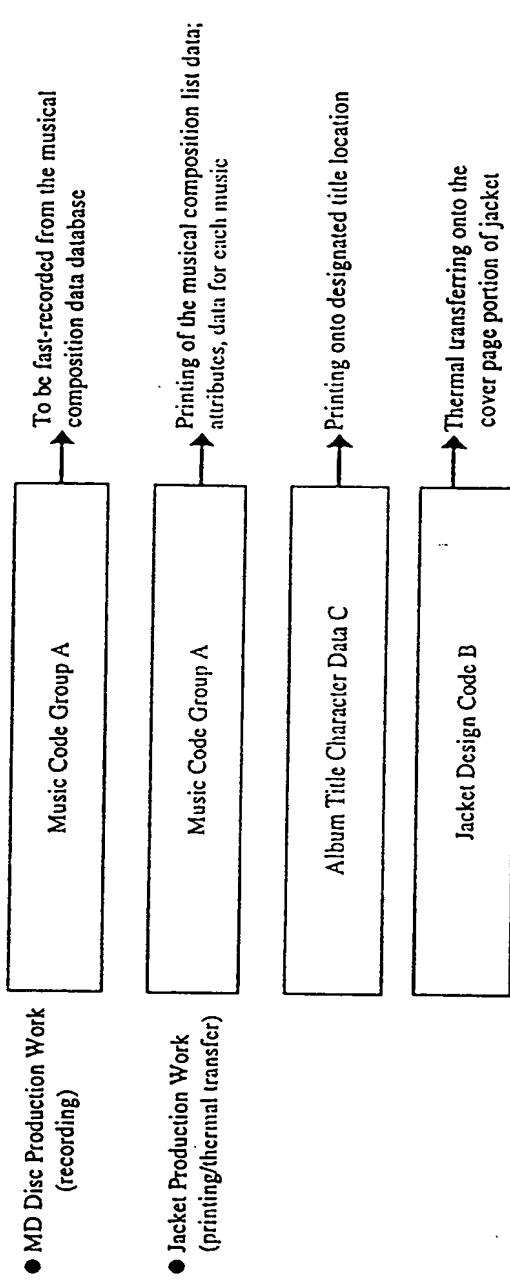 ● MD Disc Production Work
(recording)
Music Code Group A
To be fast-recorded from the musical
composition data database
● Jacket Production Work
(printing/thermal transfer)
Music Code Group A
Printing of the musical composition list data;
attributes, data for each music
Album Title Character Data C
Printing onto designated title location
Jacket Design Code B
Thermal transferring onto the
cover page portion of jacket